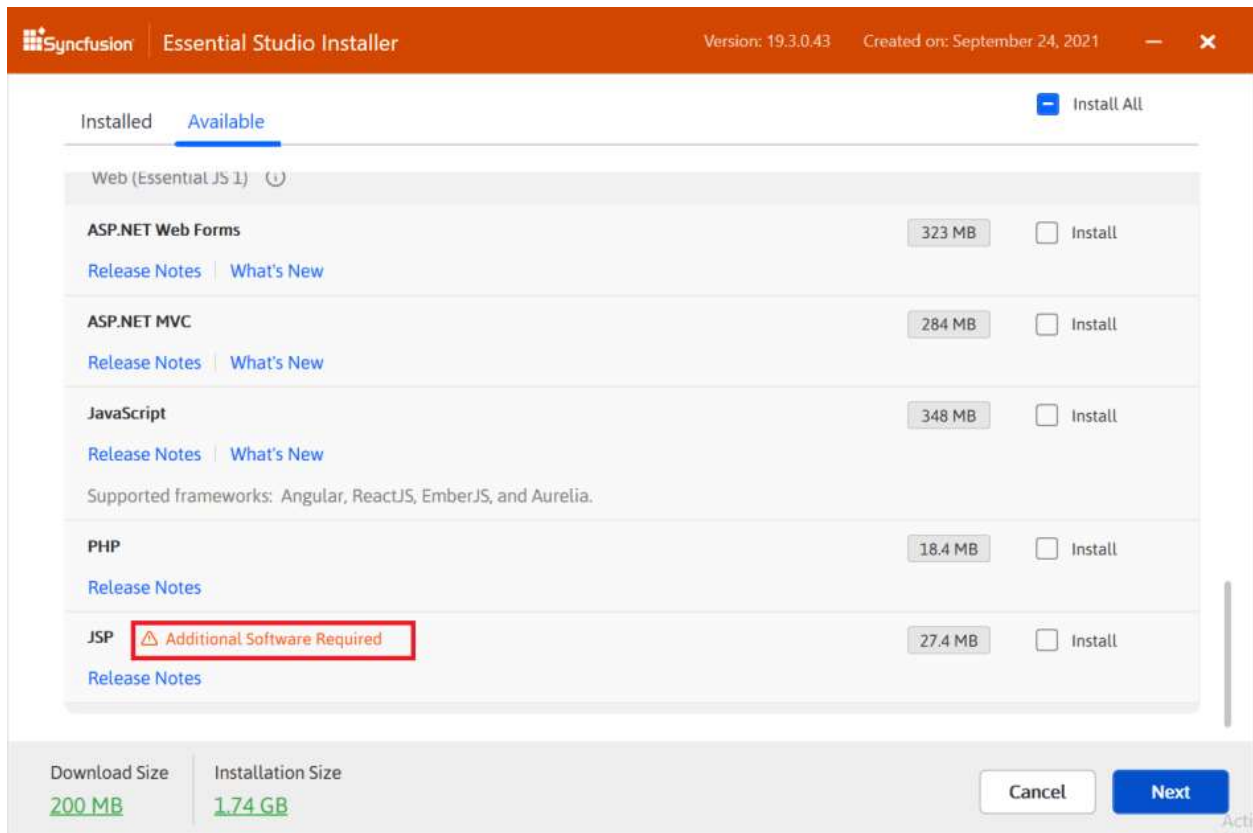 Syncfusion Essential Studio Installer Version: 19.3.0.43 Created on: September 24, 2021
Installed Available Install All
Web (Essential JS 1)
ASP.NET Web Forms 323 MB Install
Release Notes What's New
ASP.NET MVC 284 MB Install
Release Notes What's New
JavaScript 348 MB Install
Release Notes What's New
Supported frameworks: Angular, ReactJS, EmberJS, and Aurelia.
PHP 18.4 MB Install
Release Notes
JSP Additional Software Required 27.4 MB Install
Release Notes
Download Size Installation Size
200 MB 1.74 GB
Cancel Next
Acti